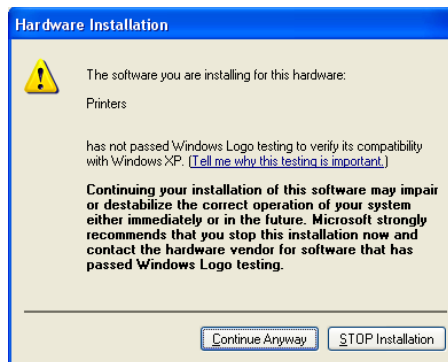 Hardware Installation
The software you are installing for this hardware:
Printers
has not passed Windows Logo testing to verify its compatibility
with Windows XP. (Tell me why this testing is important.)
Continuing your installation of this software may impair
or destabilize the correct operation of your system
either immediately or in the future. Microsoft strongly
recommends that you stop this installation now and
contact the hardware vendor for software that has
passed Windows Logo testing.
Continue Anyway
STOP Installation